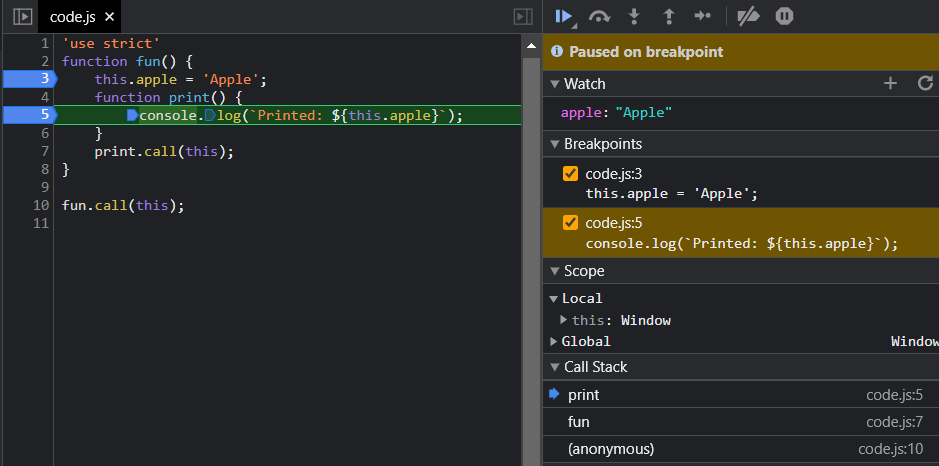 code.js ×
1 'use strict'
2 function fun() {
3     this.apple = 'Apple';
4     function print() {
5         console.log(`Printed: ${this.apple}`);
6     }
7     print.call(this);
8 }
9
10 fun.call(this);
11
Paused on breakpoint
Watch
apple: "Apple"
Breakpoints
code.js:3
this.apple = 'Apple';
code.js:5
console.log(`Printed: ${this.apple}`);
Scope
Local
this: Window
Global Window
Call Stack
print code.js:5
fun code.js:7
(anonymous) code.js:10